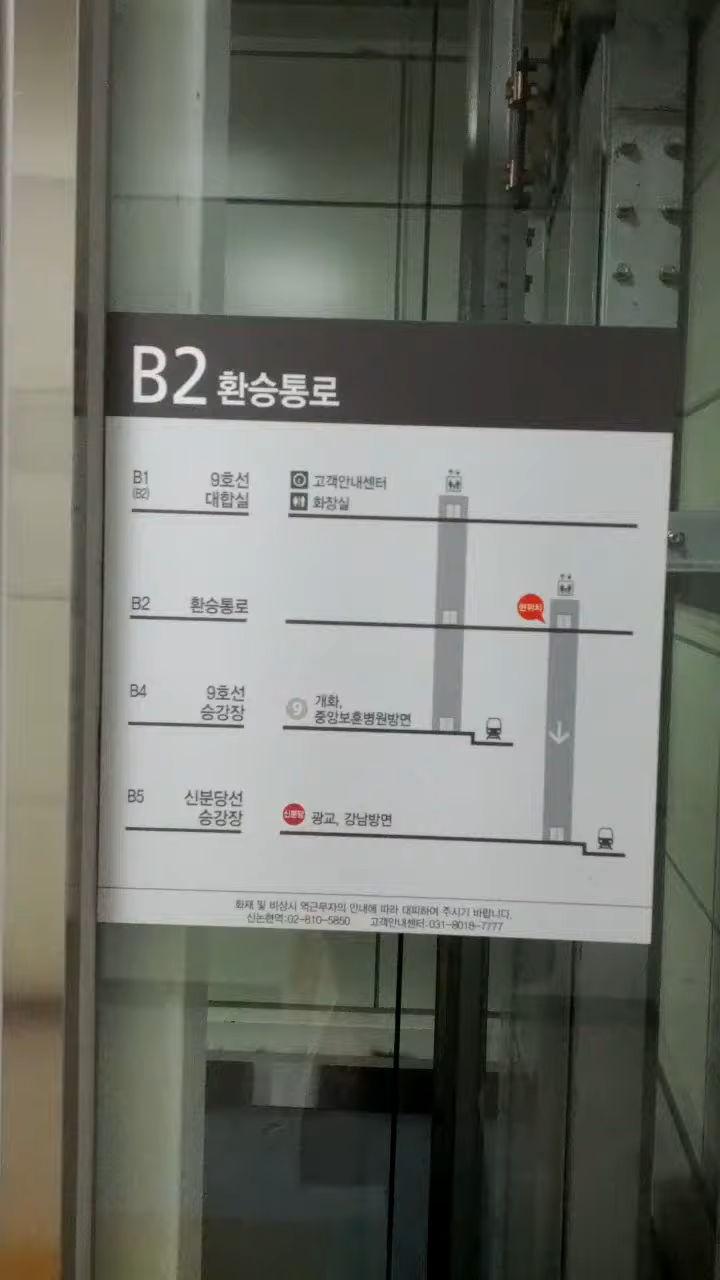 B2 환승통로
B1
(B2)
9호선
대합실
고객안내센터
화장실
B2 환승통로
현위치
B4 9호선
승강장
9 개화,
중앙보훈병원방면
B5 신분당선
승강장
신분당 광교, 강남방면
화재 및 비상시 역근무자의 안내에 따라 대피하여 주시기 바랍니다.
신논현역:02-810-5850 고객안내센터:031-8018-7777